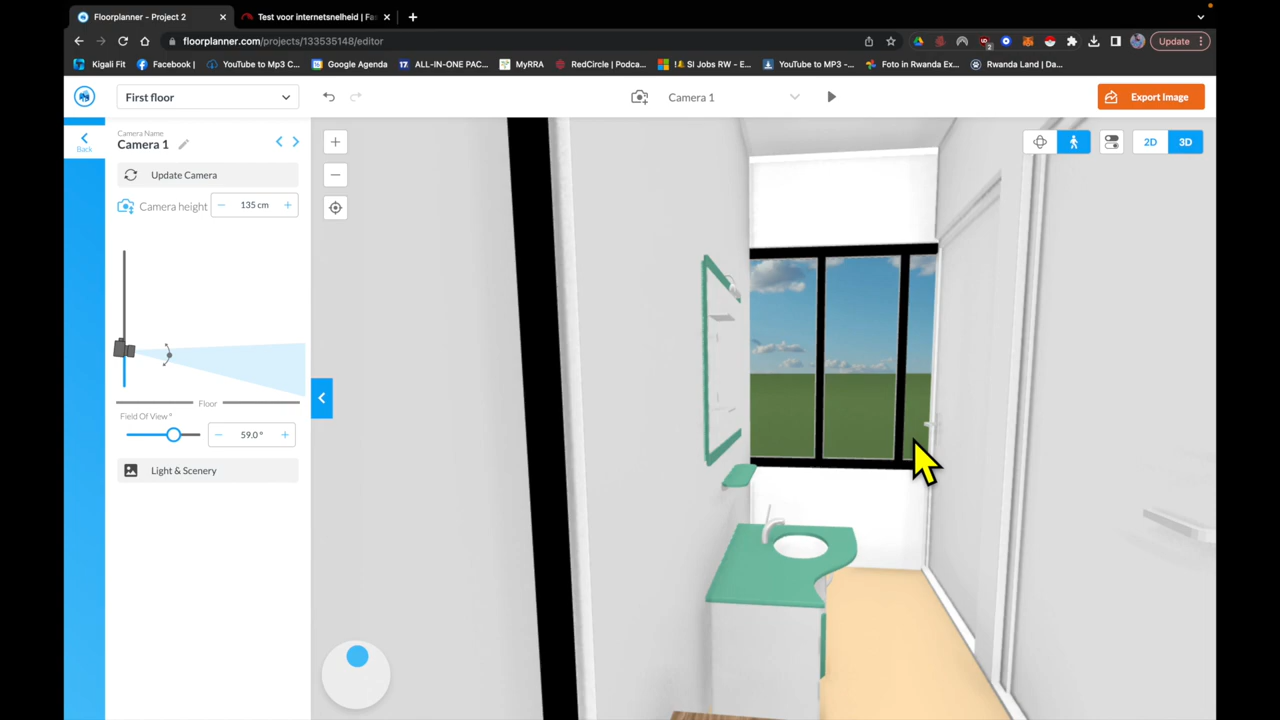 Floorplanner - Project 2
Test voor internetsnelheid | Fas
floorplanner.com/projects/133535148/editor
Update
Kigali Fit
Facebook |
YouTube to Mp3 C...
Google Agenda
ALL-IN-ONE PAC...
MyRRA
RedCircle | Podca...
SI Jobs RW - E...
YouTube to MP3 -...
Foto in Rwanda Ex...
Rwanda Land | Da...
First floor
Camera 1
Export Image
Back
Camera Name
Camera 1
2D
3D
Update Camera
Camera height
135 cm
Floor
Field Of View °
59.0 °
Light & Scenery